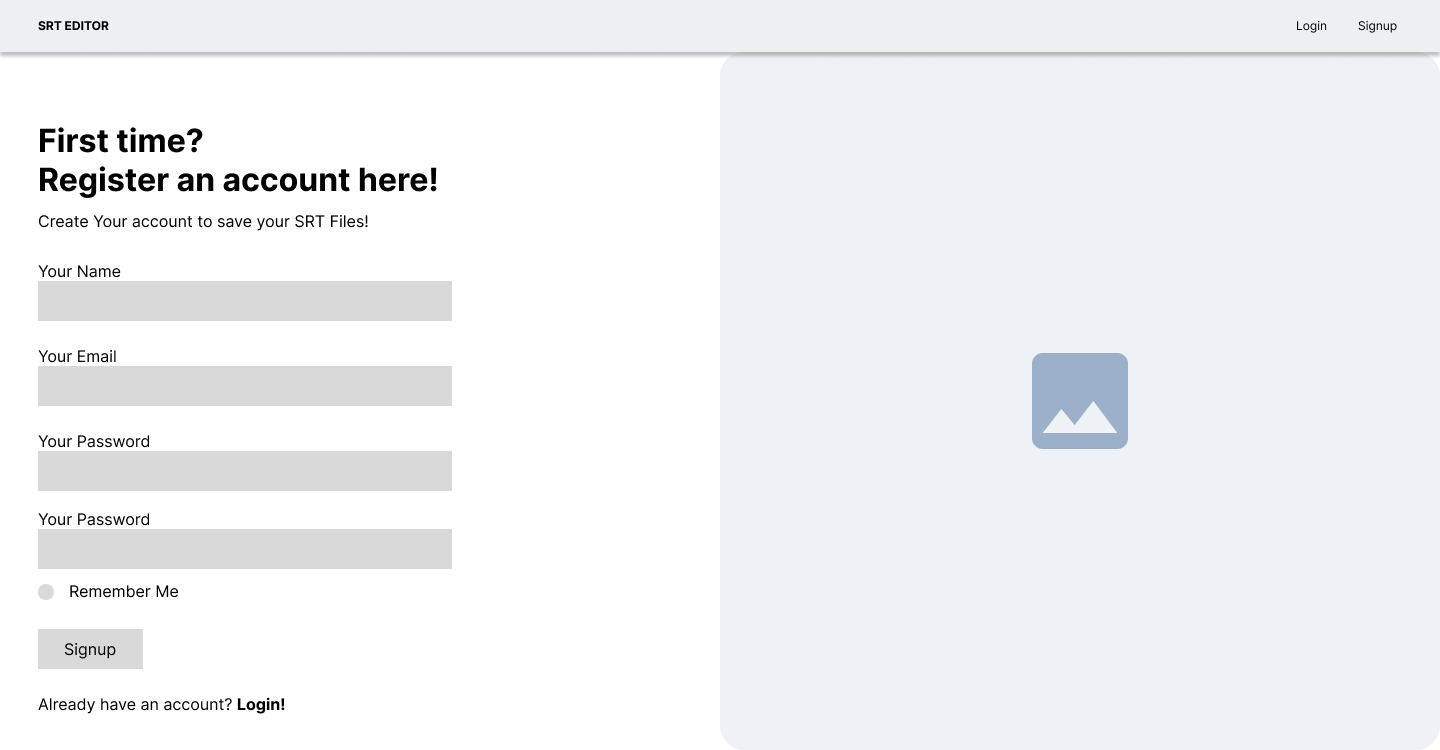 SRT EDITOR
Login
Signup
First time?
Register an account here!
Create Your account to save your SRT Files!
Your Name
Your Email
Your Password
Your Password
Remember Me
Signup
Already have an account? Login!